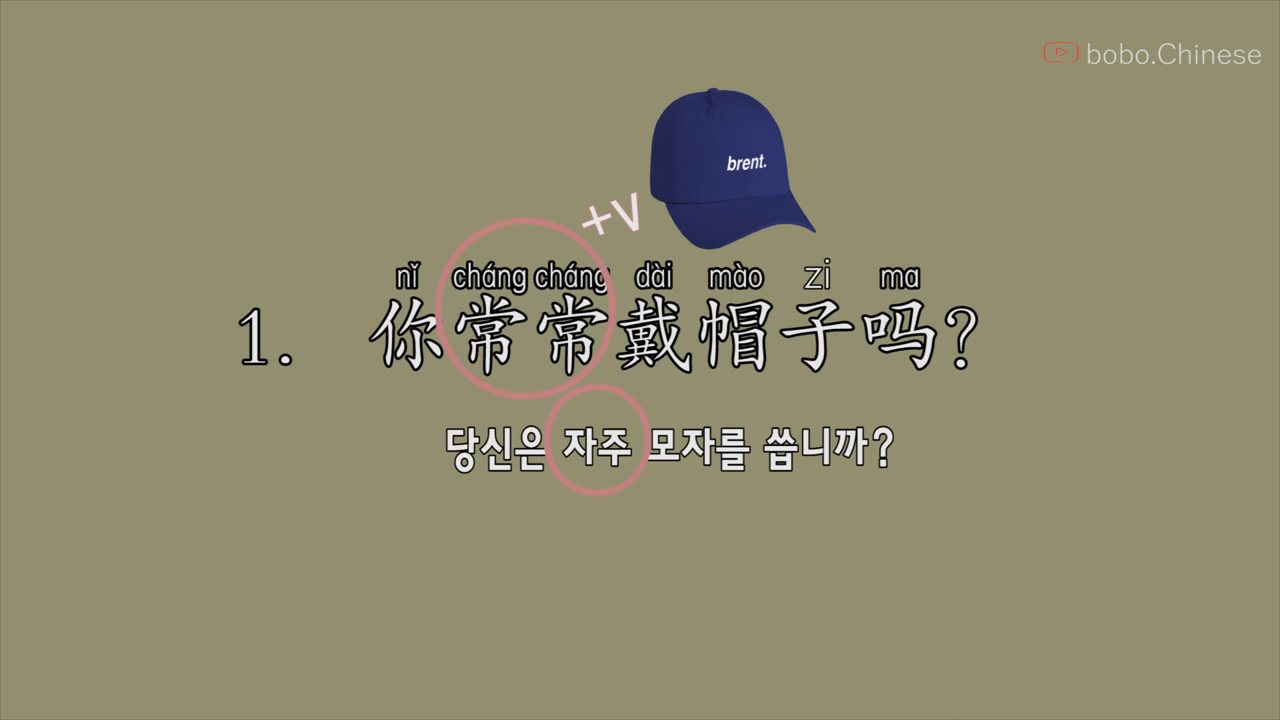 bobo.Chinese
brent.
+V
nǐ cháng cháng dài mào zi ma
1. 你常常戴帽子吗?
당신은 자주 모자를 씁니까?